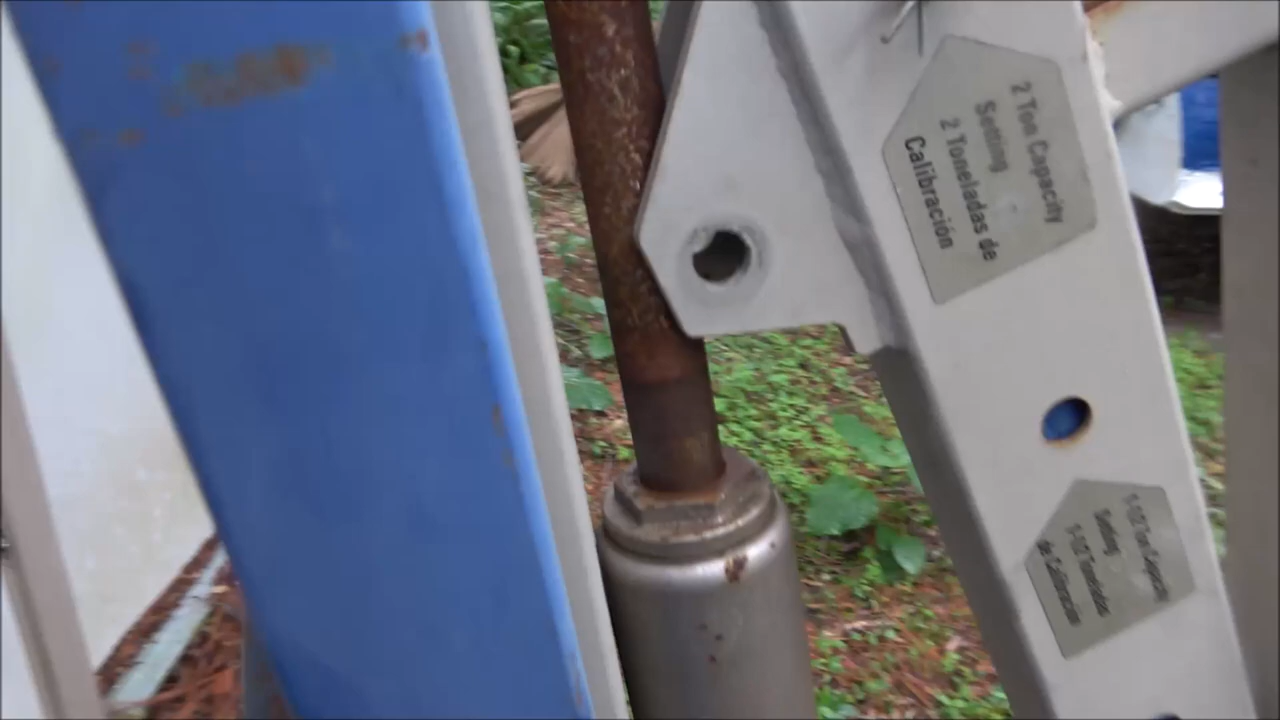 2 Ton Capacity
Setting
2 Toneladas de
Calibración
1-1/2 Ton Capacity
Setting
1-1/2 Toneladas
de Calibración